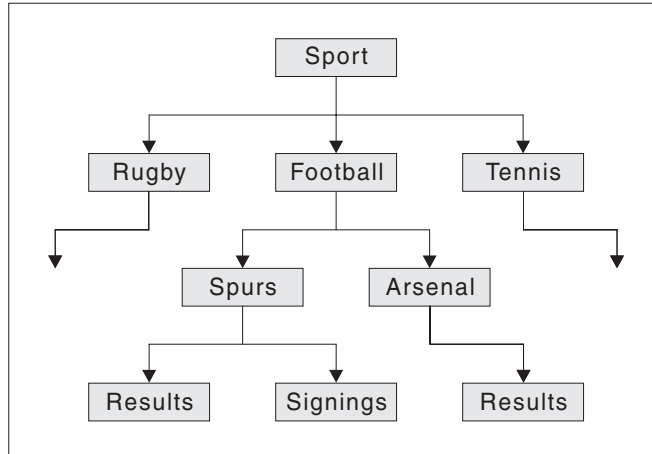 Sport
Rugby Football Tennis
Spurs Arsenal
Results Signings Results